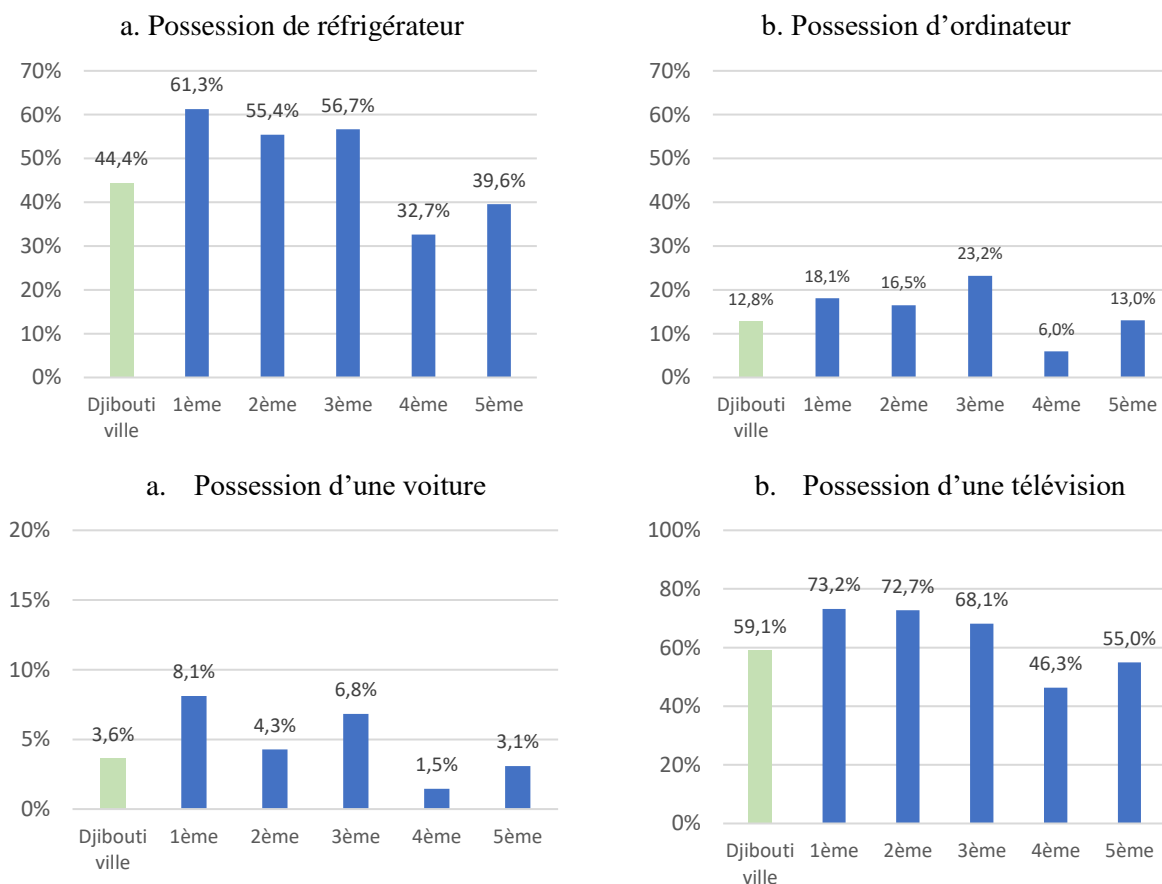 a. Possession de réfrigérateur
70%
60%
50%
40%
30%
20%
10%
0%
44,4%
61,3%
55,4%
56,7%
32,7%
39,6%
Djibouti ville
1ème
2ème
3ème
4ème
5ème
b. Possession d’ordinateur
70%
60%
50%
40%
30%
20%
10%
0%
12,8%
18,1%
16,5%
23,2%
6,0%
13,0%
Djibouti ville
1ème
2ème
3ème
4ème
5ème
a. Possession d’une voiture
20%
15%
10%
5%
0%
3,6%
8,1%
4,3%
6,8%
1,5%
3,1%
Djibouti ville
1ème
2ème
3ème
4ème
5ème
b. Possession d’une télévision
100%
80%
60%
40%
20%
0%
59,1%
73,2%
72,7%
68,1%
46,3%
55,0%
Djibouti ville
1ème
2ème
3ème
4ème
5ème